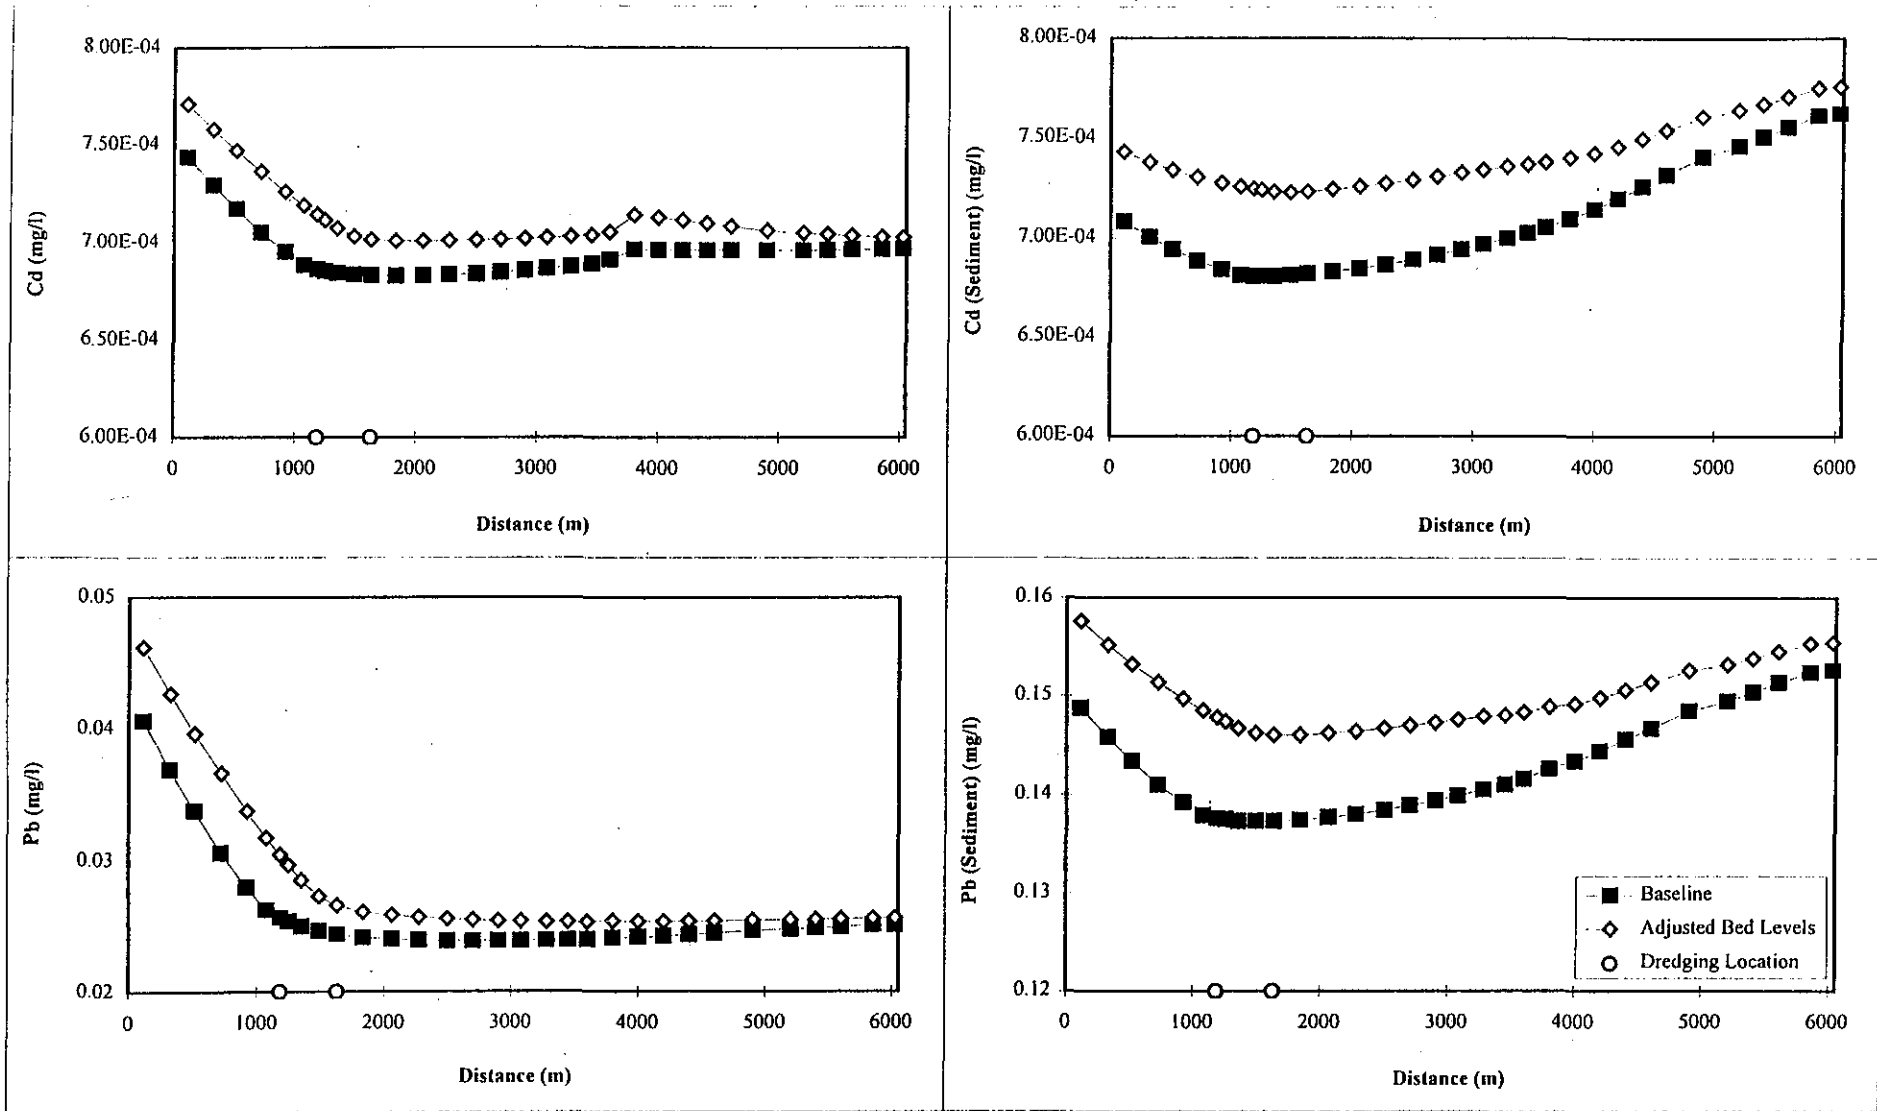 8.00E-04
7.50E-04
7.00E-04
6.50E-04
6.00E-04
Cd (mg/l)
0 1000 2000 3000 4000 5000 6000
Distance (m)
8.00E-04
7.50E-04
7.00E-04
6.50E-04
6.00E-04
Cd (Sediment) (mg/l)
0 1000 2000 3000 4000 5000 6000
Distance (m)
0.05
0.04
0.03
0.02
Pb (mg/l)
0 1000 2000 3000 4000 5000 6000
Distance (m)
0.16
0.15
0.14
0.13
0.12
Pb (Sediment) (mg/l)
Baseline
Adjusted Bed Levels
Dredging Location
0 1000 2000 3000 4000 5000 6000
Distance (m)